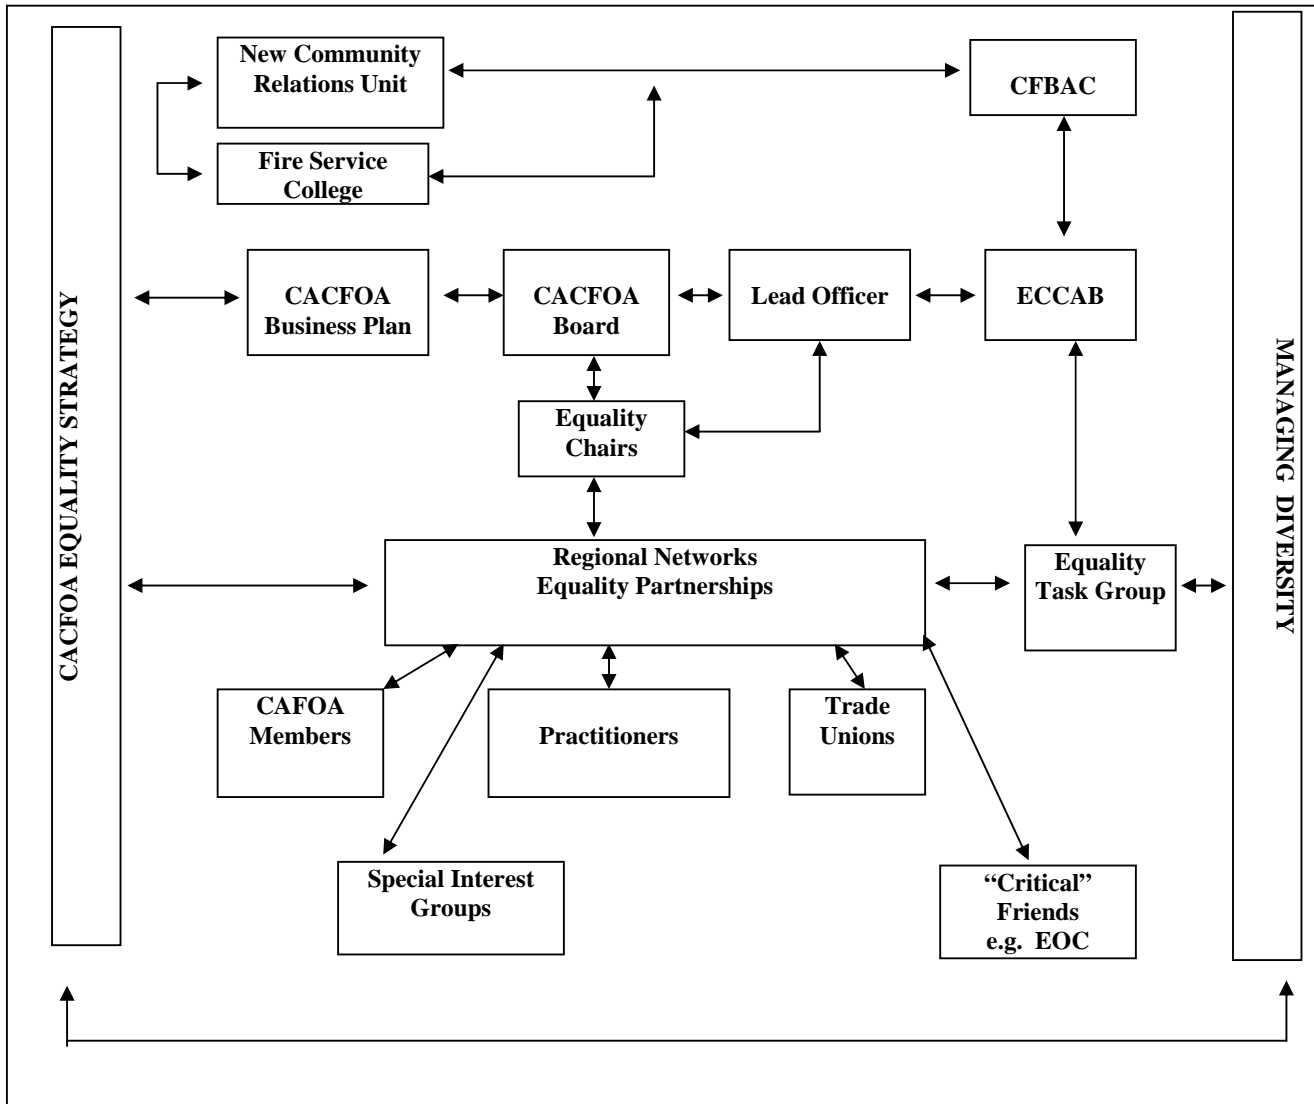 New Community
Relations Unit
CFBAC
Fire Service
College
CACFOA EQUALITY STRATEGY
CACFOA
Business Plan
CACFOA
Board
Lead Officer
ECCAB
MANAGING DIVERSITY
Equality
Chairs
Regional Networks
Equality Partnerships
Equality
Task Group
CAFOA
Members
Practitioners
Trade
Unions
Special Interest
Groups
“Critical”
Friends
e.g. EOC